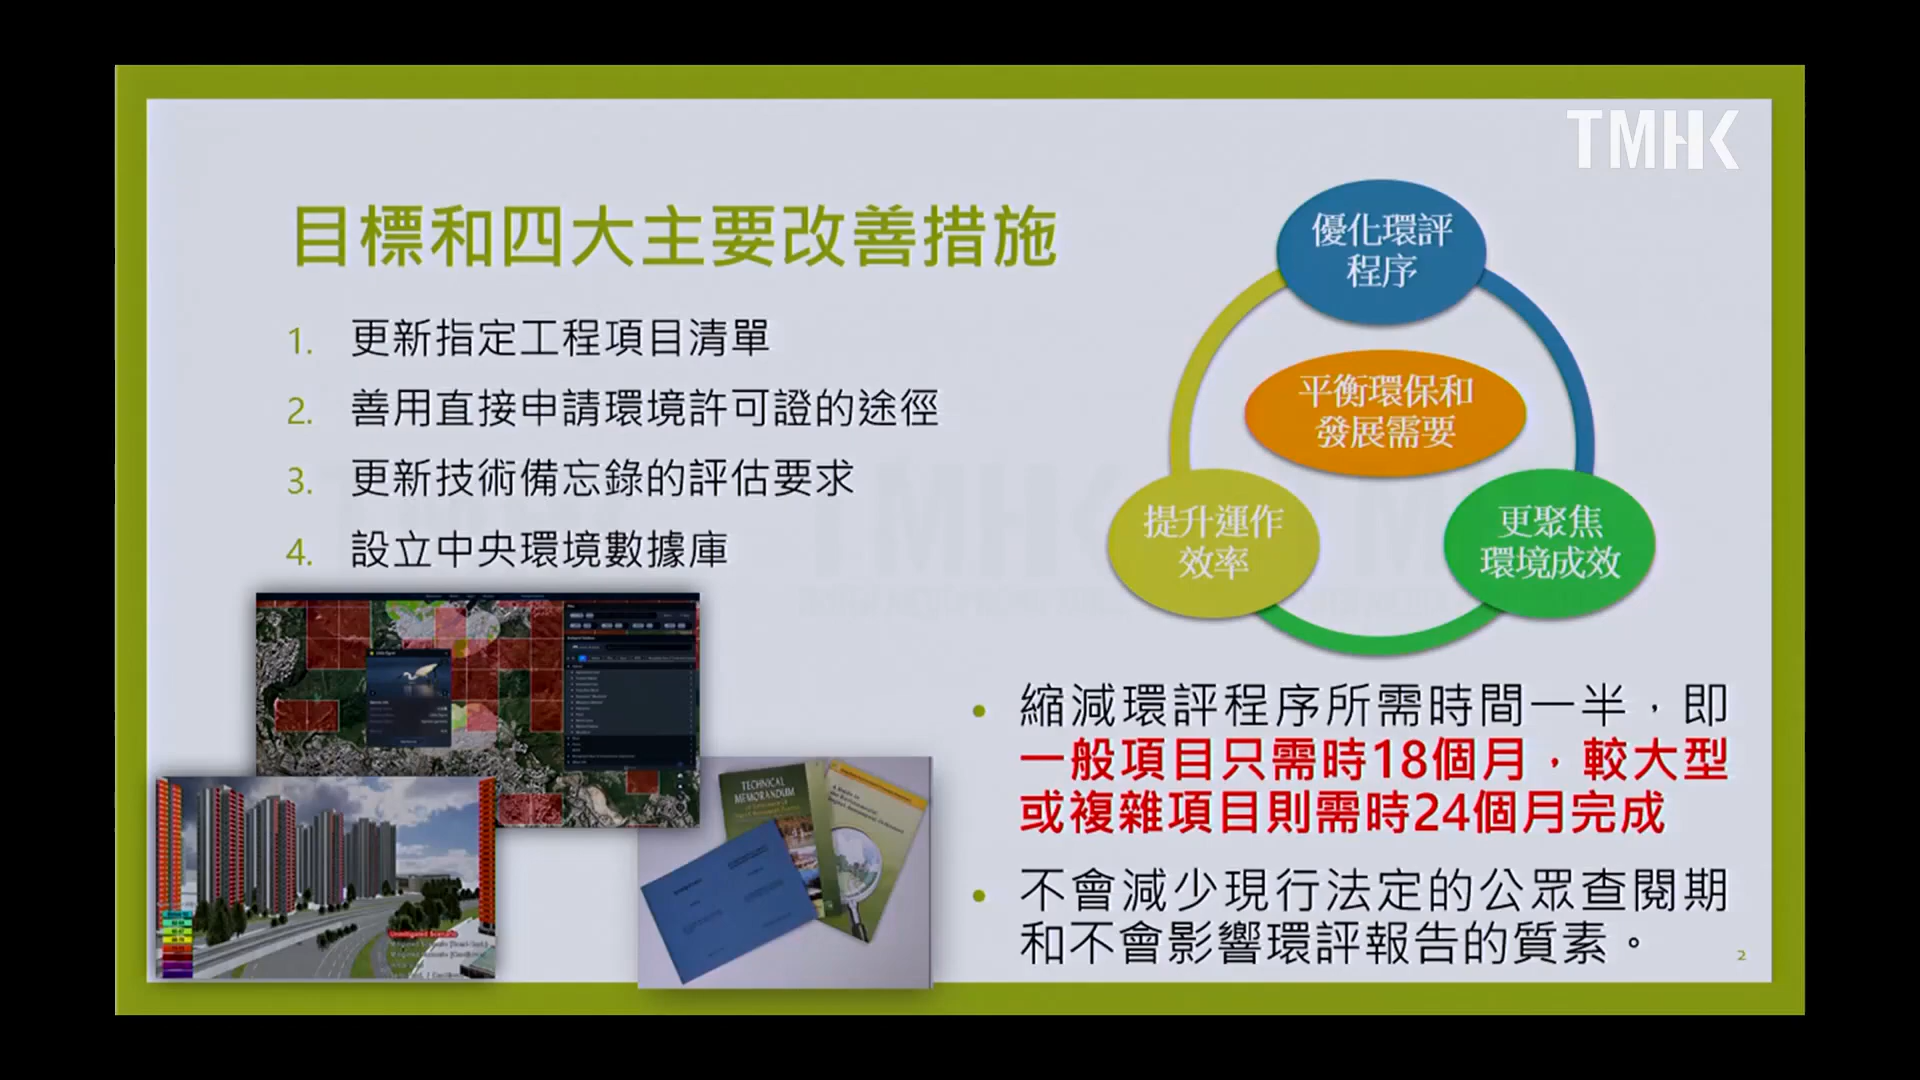 TMHK
目標和四大主要改善措施
1. 更新指定工程項目清單
2. 善用直接申請環境許可證的途徑
3. 更新技術備忘錄的評估要求
4. 設立中央環境數據庫
優化環評
程序
平衡環保和
發展需要
提升運作
效率
更聚焦
環境成效
TECHNICAL
MEMORANDUM
• 縮減環評程序所需時間一半，即
一般項目只需時18個月，較大型
或複雜項目則需時24個月完成
• 不會減少現行法定的公眾查閱期
和不會影響環評報告的質素。
2